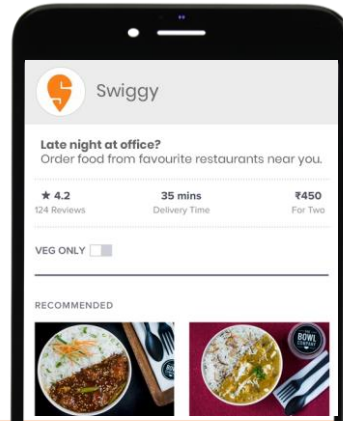 Swiggy
Late night at office?
Order food from favourite restaurants near you.
★ 4.2
35 mins
₹450
124 Reviews
Delivery Time
For Two
VEG ONLY
RECOMMENDED
BOWL
COMPANY